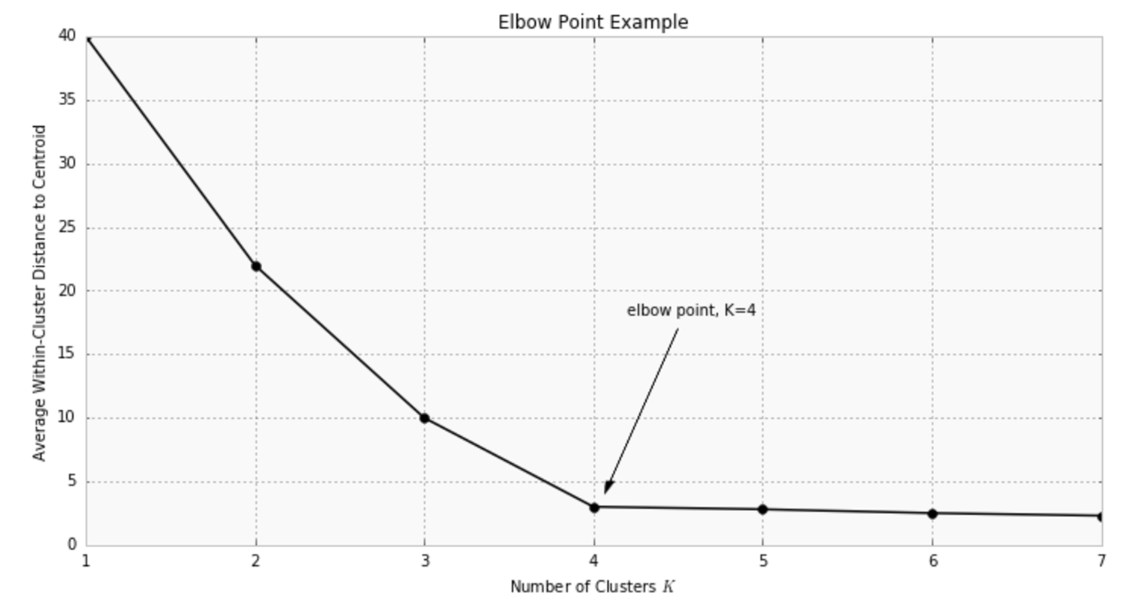 Elbow Point Example
Average Within-Cluster Distance to Centroid
40
35
30
25
20
15
10
5
0
elbow point, K=4
1 2 3 4 5 6 7
Number of Clusters K